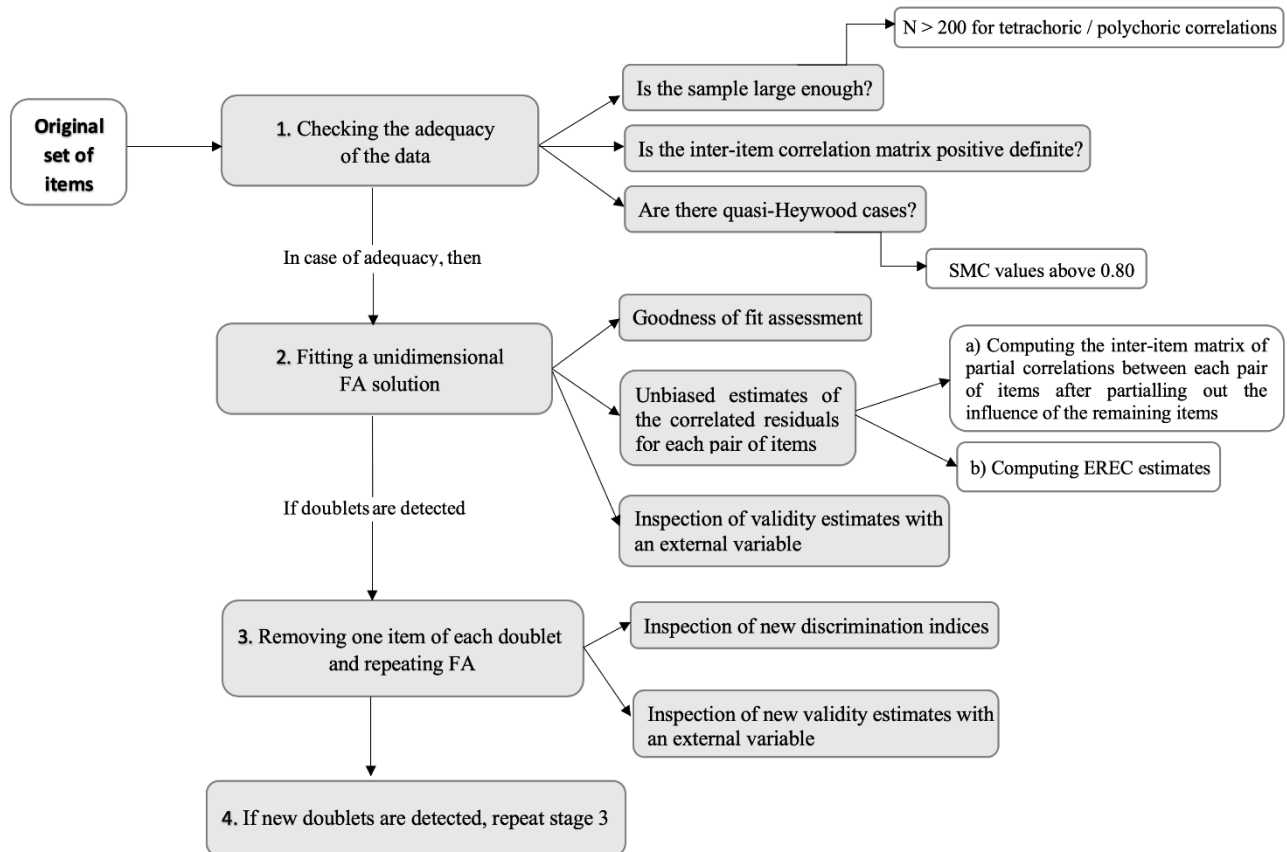 N > 200 for tetrachoric / polychoric correlations
Is the sample large enough?
Original
set of
items
1. Checking the adequacy
of the data
Is the inter-item correlation matrix positive definite?
Are there quasi-Heywood cases?
In case of adequacy, then
SMC values above 0.80
Goodness of fit assessment
2. Fitting a unidimensional
FA solution
a) Computing the inter-item matrix of
partial correlations between each pair
of items after partialling out the
influence of the remaining items
Unbiased estimates of
the correlated residuals
for each pair of items
b) Computing EREC estimates
If doublets are detected
Inspection of validity estimates with
an external variable
3. Removing one item of each doublet
and repeating FA
Inspection of new discrimination indices
Inspection of new validity estimates with
an external variable
4. If new doublets are detected, repeat stage 3